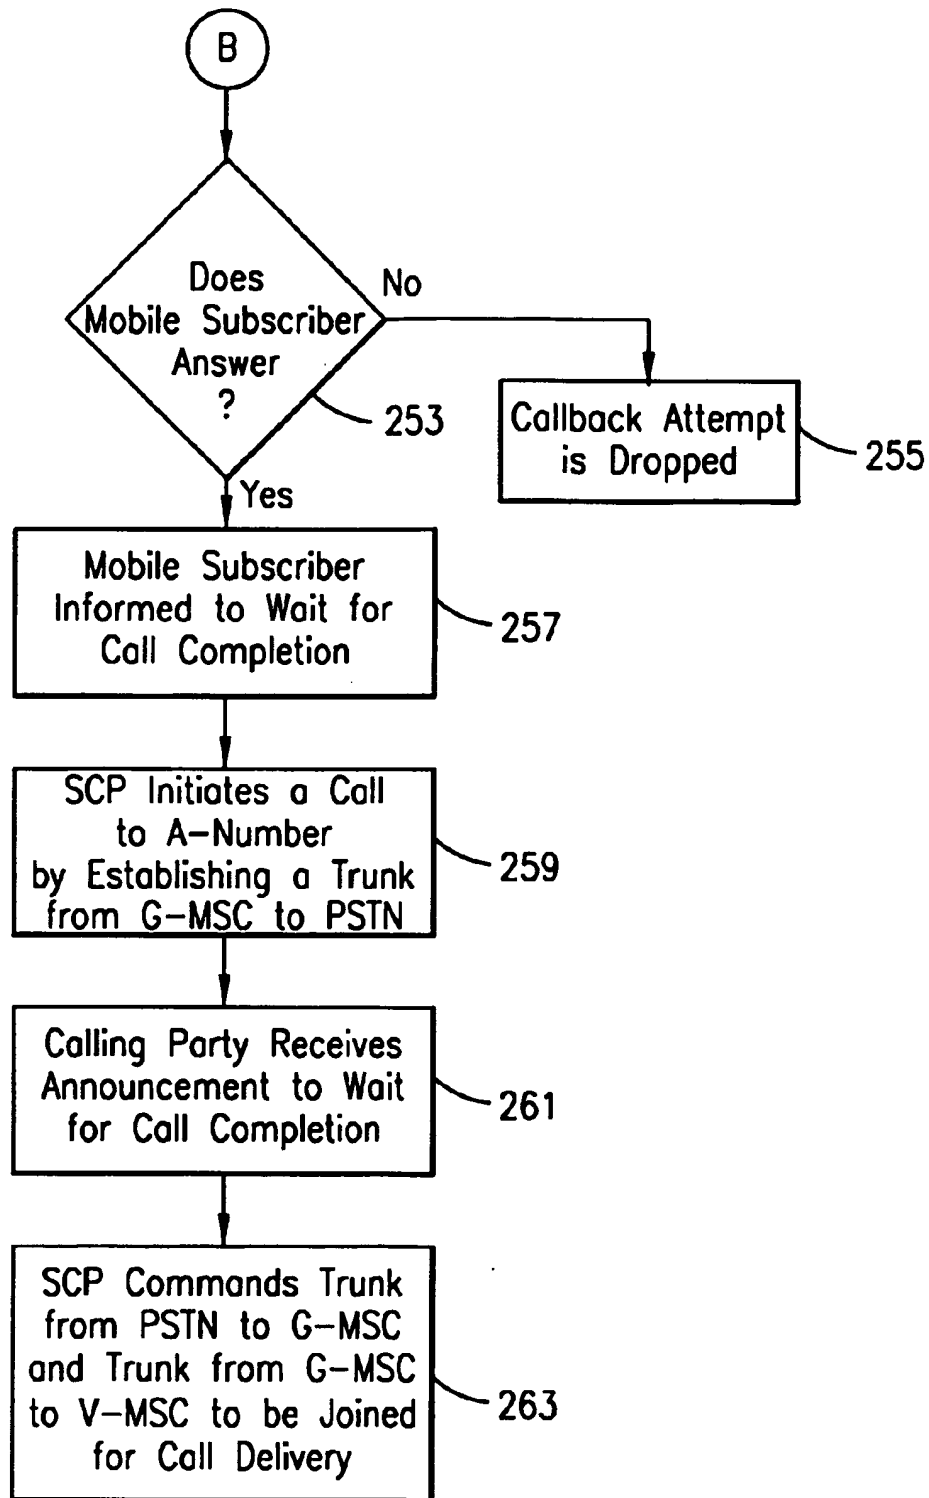 B
Does
Mobile Subscriber
Answer
?
No
253
Callback Attempt
is Dropped
255
Yes
Mobile Subscriber
Informed to Wait for
Call Completion
257
SCP Initiates a Call
to A-Number
by Establishing a Trunk
from G-MSC to PSTN
259
Calling Party Receives
Announcement to Wait
for Call Completion
261
SCP Commands Trunk
from PSTN to G-MSC
and Trunk from G-MSC
to V-MSC to be Joined
for Call Delivery
263